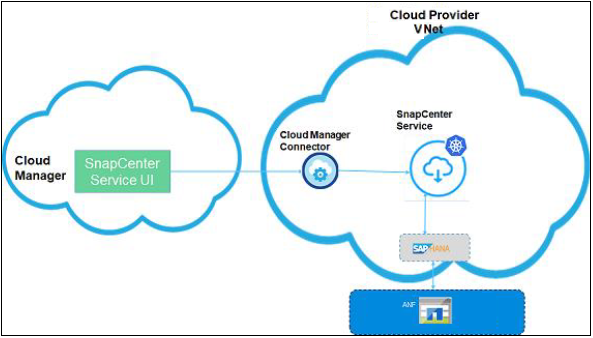 Cloud Provider
VNet
SnapCenter
Service
Cloud Manager
Connector
Cloud
Manager
SnapCenter
Service UI
SAP HANA
ANF